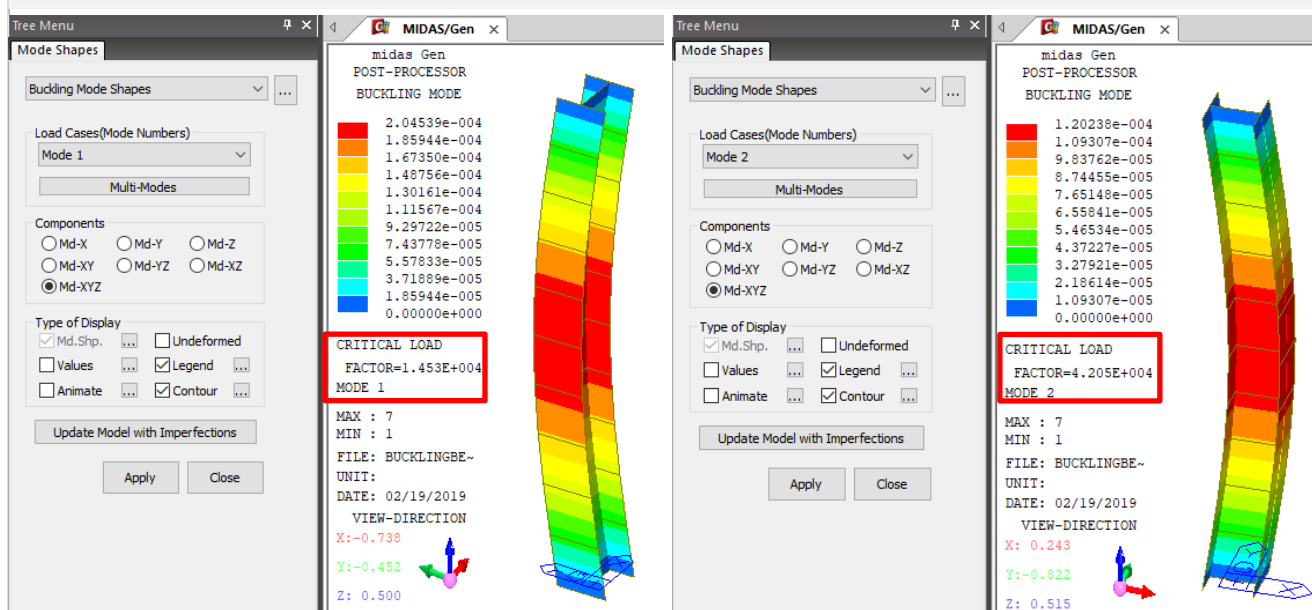 Tree Menu
Mode Shapes
Buckling Mode Shapes
...
Load Cases(Mode Numbers)
Mode 1
Multi-Modes
Components
Md-X Md-Y Md-Z
Md-XY Md-YZ Md-XZ
Md-XYZ
Type of Display
Md.Shp. ... Undeformed
Values ... Legend ...
Animate ... Contour ...
Update Model with Imperfections
Apply Close
MIDAS/Gen
midas Gen
POST-PROCESSOR
BUCKLING MODE
2.04539e-004
1.85944e-004
1.67350e-004
1.48756e-004
1.30161e-004
1.11567e-004
9.29722e-005
7.43778e-005
5.57833e-005
3.71889e-005
1.85944e-005
0.00000e+000
CRITICAL LOAD
FACTOR=1.453E+004
MODE 1
MAX : 7
MIN : 1
FILE: BUCKLINGBE~
UNIT:
DATE: 02/19/2019
VIEW-DIRECTION
X:-0.738
Y:-0.452
Z: 0.500
Tree Menu
Mode Shapes
Buckling Mode Shapes
...
Load Cases(Mode Numbers)
Mode 2
Multi-Modes
Components
Md-X Md-Y Md-Z
Md-XY Md-YZ Md-XZ
Md-XYZ
Type of Display
Md.Shp. ... Undeformed
Values ... Legend ...
Animate ... Contour ...
Update Model with Imperfections
Apply Close
MIDAS/Gen
midas Gen
POST-PROCESSOR
BUCKLING MODE
1.20238e-004
1.09307e-004
9.83762e-005
8.74455e-005
7.65148e-005
6.55841e-005
5.46534e-005
4.37227e-005
3.27921e-005
2.18614e-005
1.09307e-005
0.00000e+000
CRITICAL LOAD
FACTOR=4.205E+004
MODE 2
MAX : 7
MIN : 1
FILE: BUCKLINGBE~
UNIT:
DATE: 02/19/2019
VIEW-DIRECTION
X: 0.243
Y:-0.822
Z: 0.515